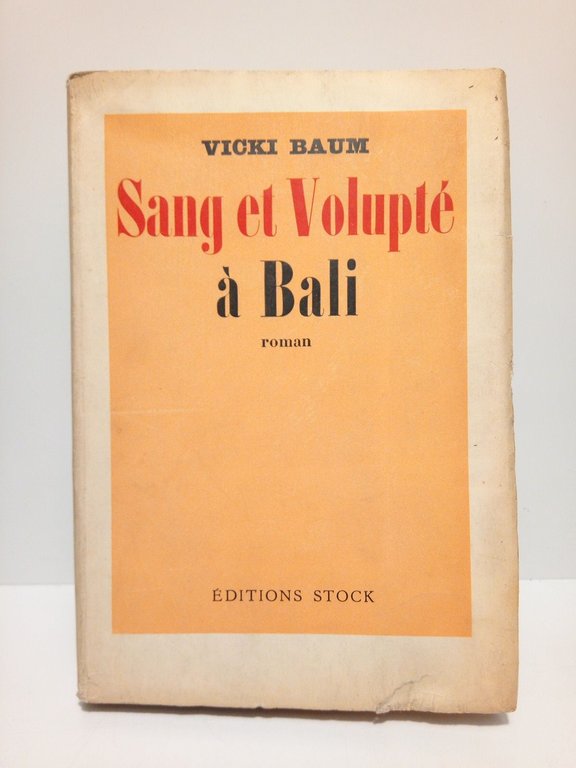 VICKI BAUM
Sang et Volupté
à Bali
roman
ÉDITIONS STOCK